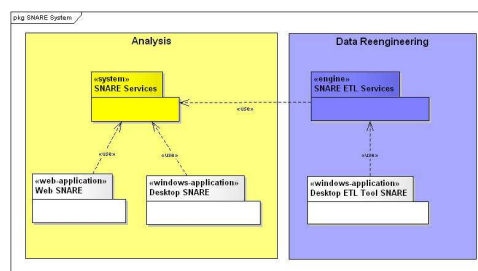 pkg SNARE System
Analysis
Data Reengineering
«system»
SNARE Services
«engine»
SNARE ETL Services
«use»
«use»
«use»
«use»
«web-application»
Web SNARE
«windows-application»
Desktop SNARE
«windows-application»
Desktop ETL Tool SNARE